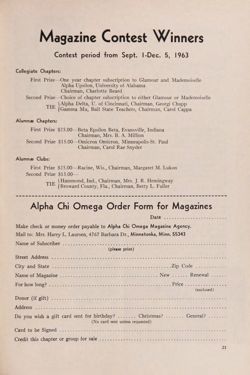 Magazine Contest Winners
Contest period from Sept. 1-Dec. 5, 1963
Collegiate Chapters:
First Prize—One year chapter subscription to Glamour and Mademoiselle
Alpha Upsilon, University of Alabama
Chairman, Charlotte Beard
Second Prize—Choice of chapter subscription to either Glamour or Mademoiselle
TIE {Alpha Delta, U. of Cincinnati, Chairman, Georgi Chapp
{Gamma Mu, Ball State Teachers, Chairman, Carol Cappa
Alumnæ Chapters:
First Prize $25.00—Beta Epsilon Beta, Evansville, Indiana
Chairman, Mrs. B. A. Million
Second Prize $15.00—Omicron Omicron, Minneapolis-St. Paul
Chairman, Carol Rae Snyder
Alumnæ Clubs:
First Prize $25.00—Racine, Wis., Chairman, Margaret M. Lukon
Second Prize $15.00—
TIE {Hammond, Ind., Chairman, Mrs. J. R. Hemingway
{Broward County, Fla., Chairman, Betty L. Fuller
Alpha Chi Omega Order Form for Magazines
Date
Make check or money order payable to Alpha Chi Omega Magazine Agency.
Mail to: Mrs. Harry L. Laursen, 4767 Barbara Dr., Minnetonka, Minn. 55343
Name of Subscriber
(please print)
Street Address
City and State Zip Code
Name of Magazine New Renewal
For how long? Price
(enclosed)
Donor (if gift)
Address
Do you wish a gift card sent for birthday? Christmas? General?
(No card sent unless requested)
Card to be Signed
Credit this chapter or group for sale
21